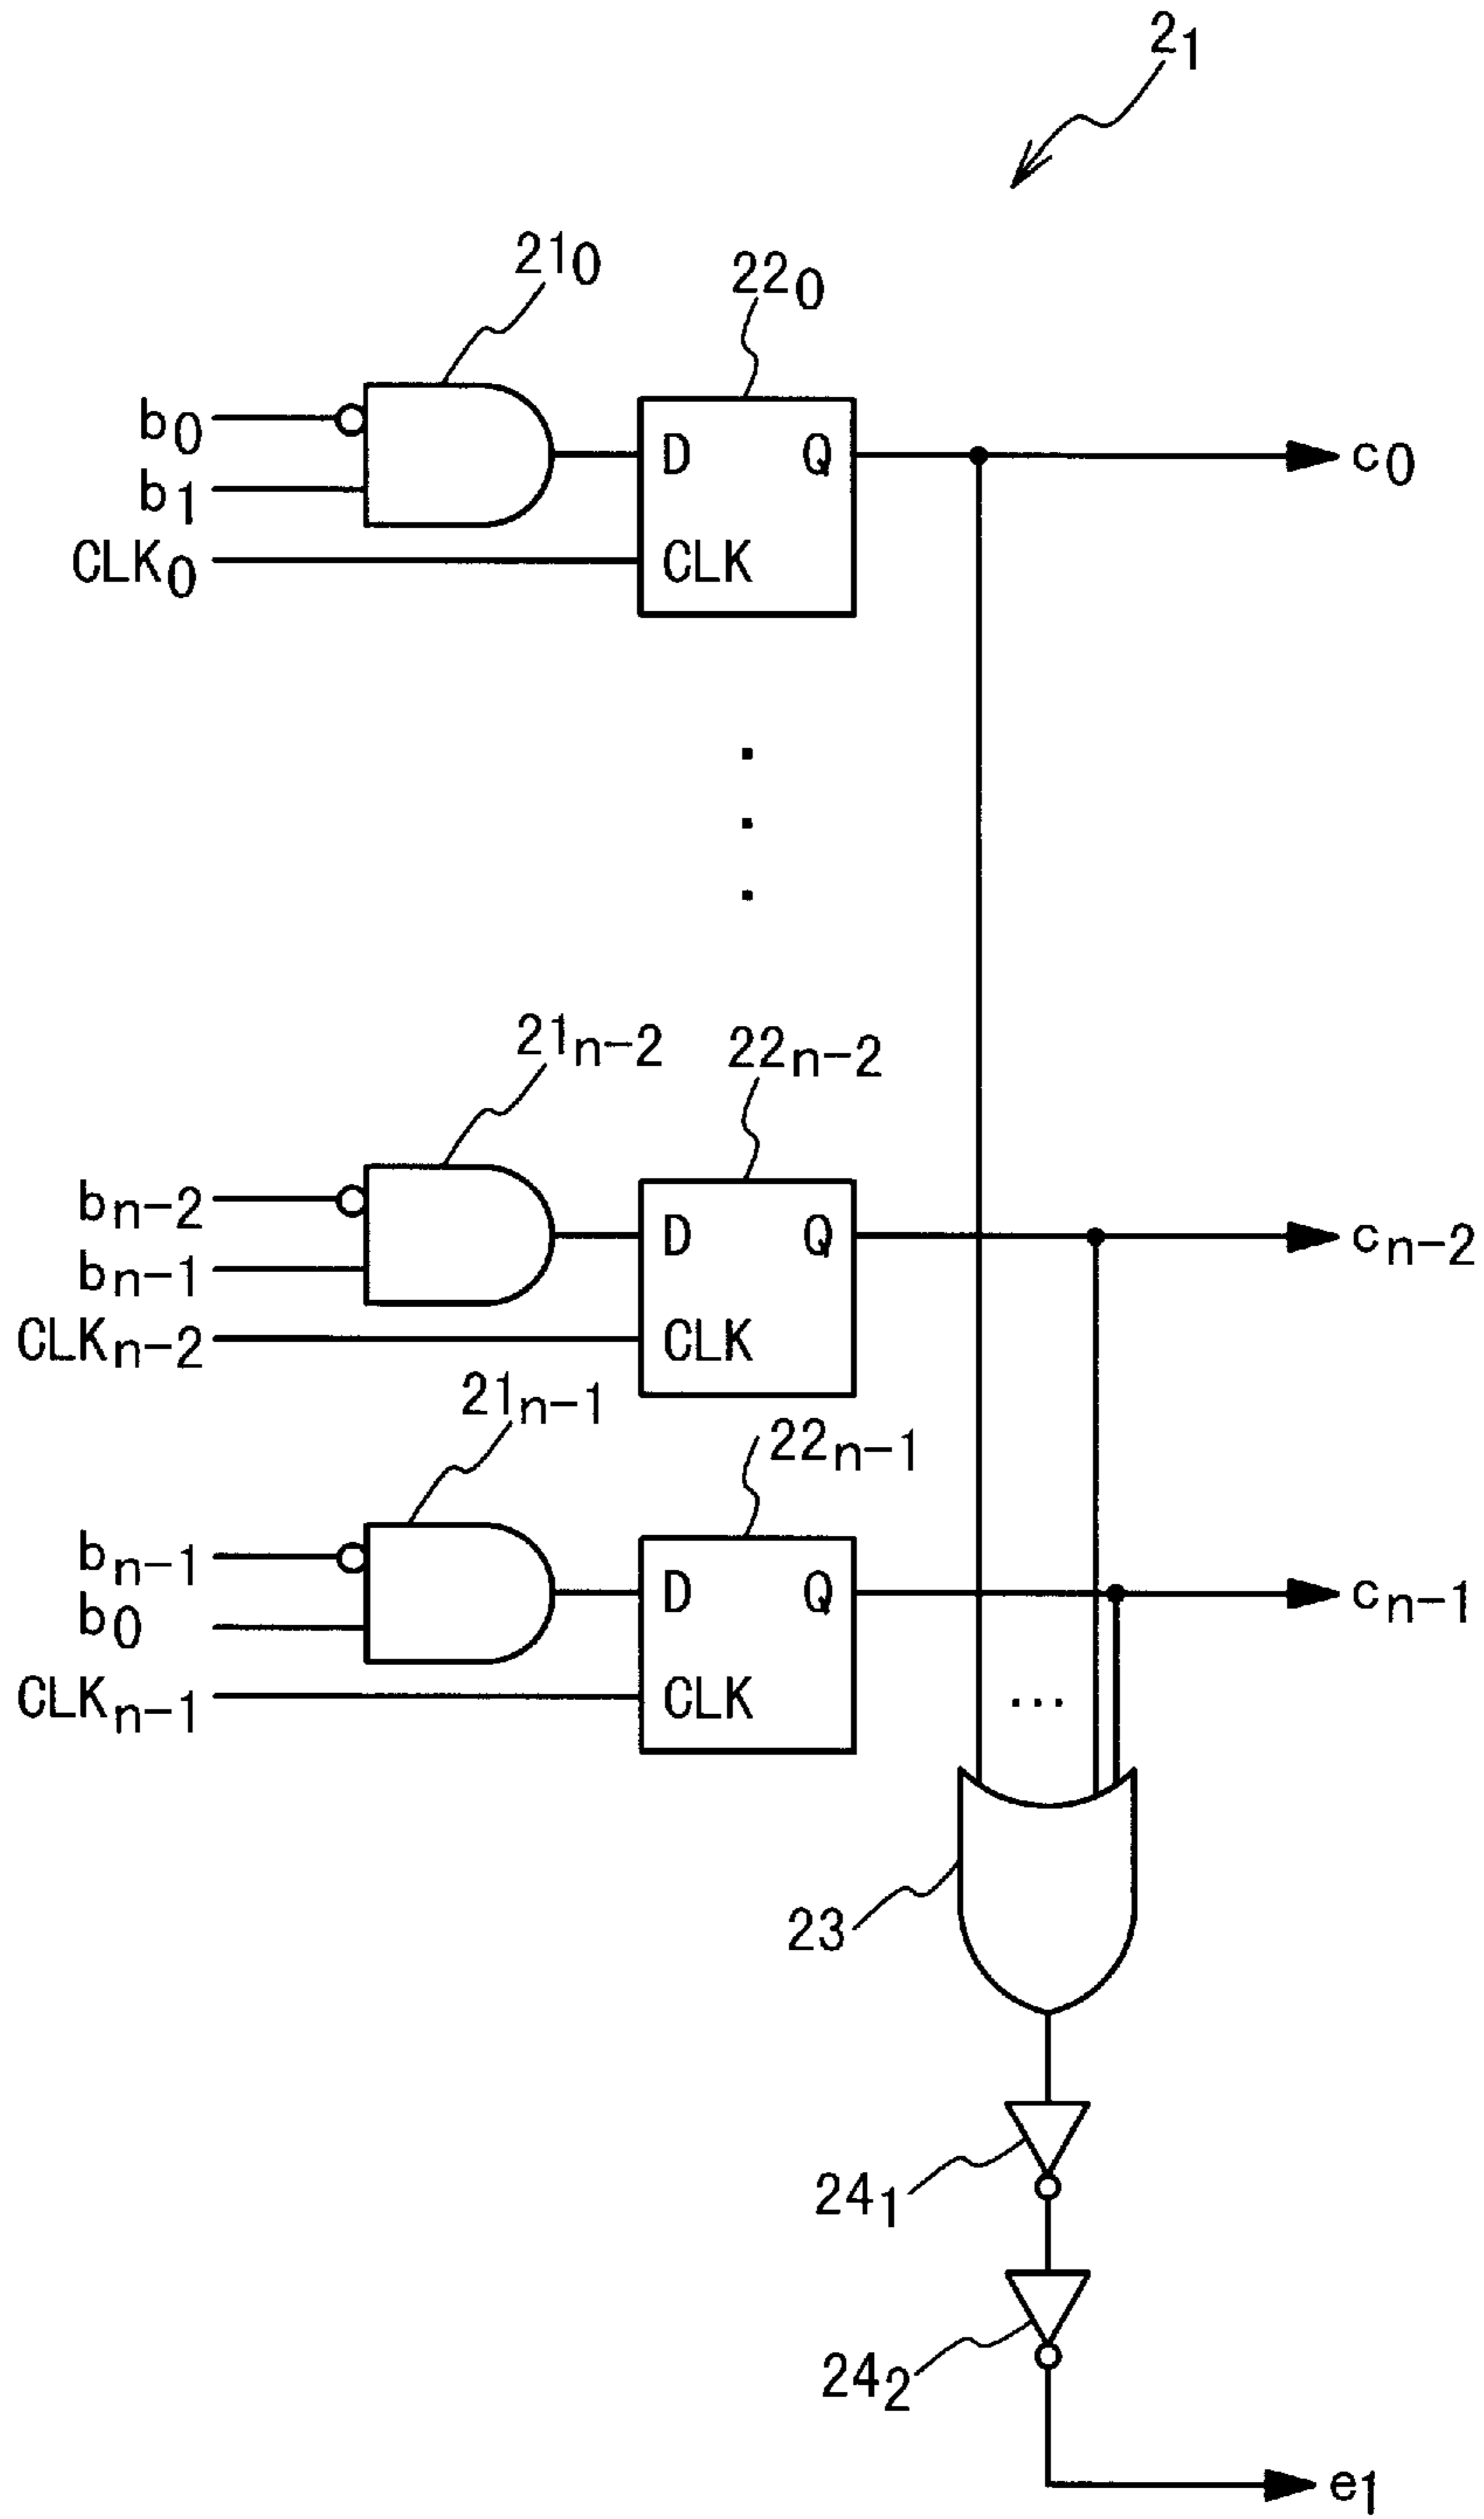 2₁
21₀
22₀
b₀
D Q
c₀
b₁
CLK₀
CLK
.
.
.
21ₙ₋₂
22ₙ₋₂
bₙ₋₂
D Q
cₙ₋₂
bₙ₋₁
CLKₙ₋₂
CLK
21ₙ₋₁
22ₙ₋₁
bₙ₋₁
D Q
cₙ₋₁
b₀
CLKₙ₋₁
CLK
...
23
24₁
24₂
e₁